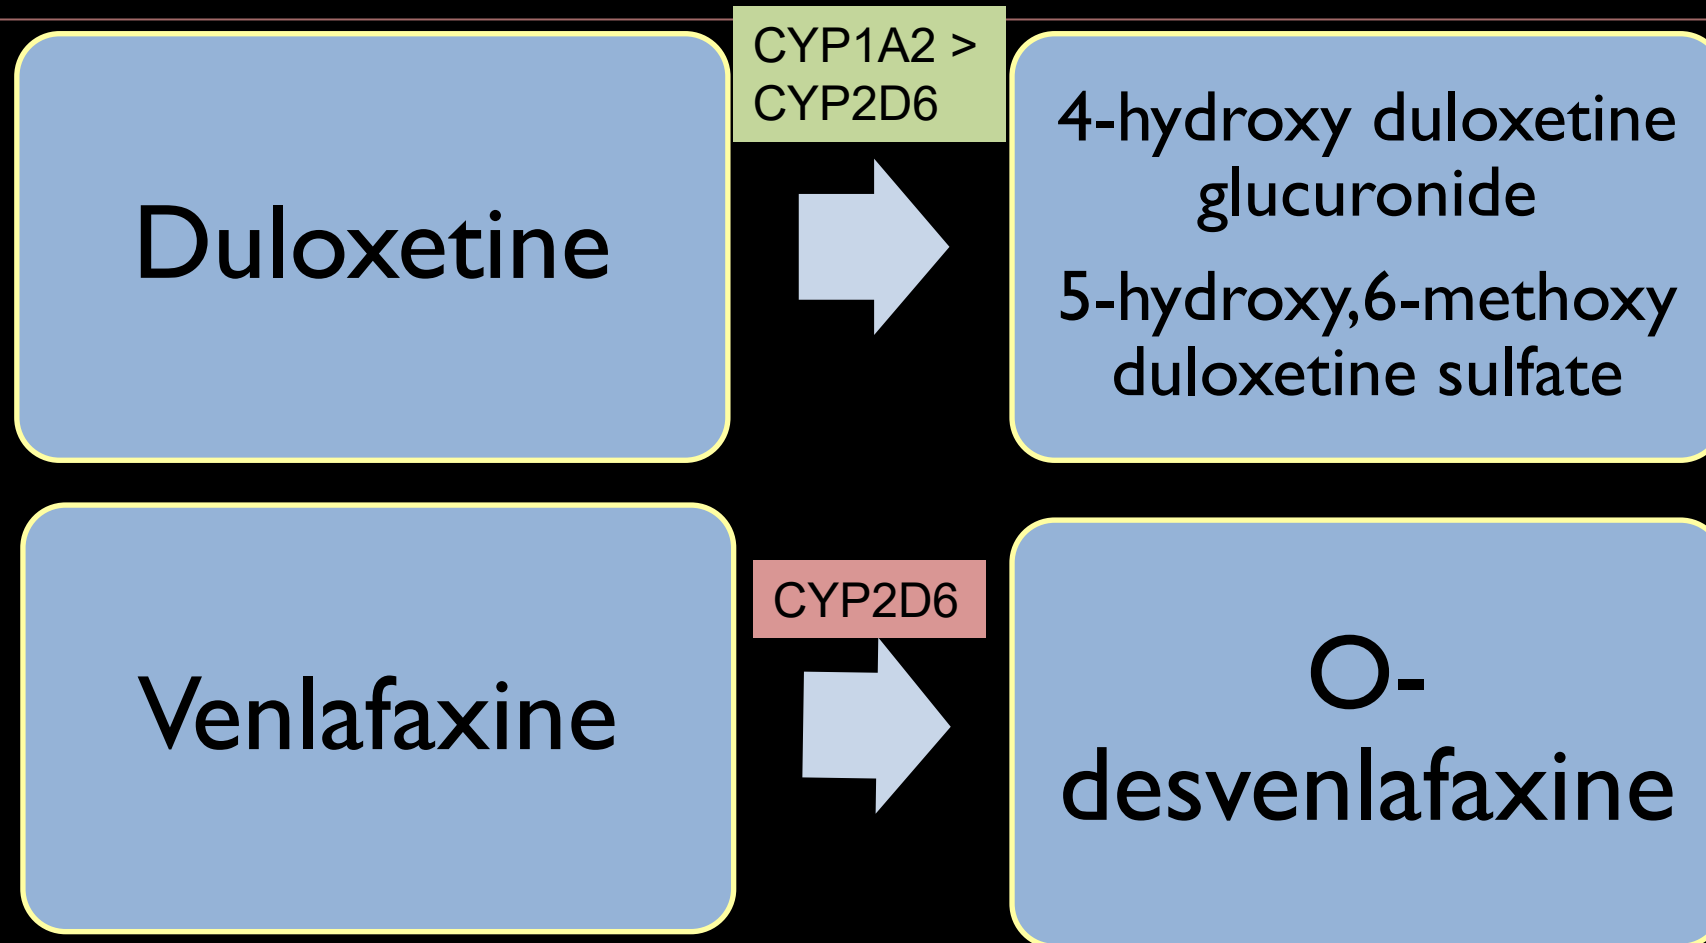 Duloxetine
CYP1A2 >
CYP2D6
4-hydroxy duloxetine
glucuronide
5-hydroxy,6-methoxy
duloxetine sulfate
Venlafaxine
CYP2D6
O-
desvenlafaxine